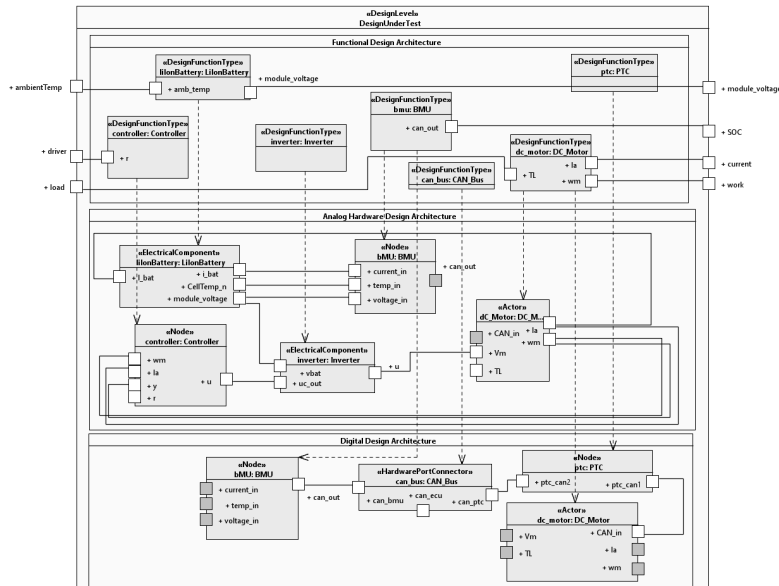 «DesignLevel»
DesignUnderTest
Functional Design Architecture
«DesignFunctionType»
liIonBattery: LiIonBattery
+ amb_temp
+ module_voltage
«DesignFunctionType»
ptc: PTC
+ ambientTemp
+ module_voltage
«DesignFunctionType»
bmu: BMU
+ can_out
«DesignFunctionType»
controller: Controller
+ r
«DesignFunctionType»
inverter: Inverter
+ SOC
«DesignFunctionType»
dc_motor: DC_Motor
+ Ia
+ TL
+ wm
+ driver
+ current
«DesignFunctionType»
can_bus: CAN_Bus
+ load
+ work
Analog Hardware Design Architecture
«ElectricalComponent»
liIonBattery: LiIonBattery
+ I_bat
+ i_bat
+ CellTemp_n
+ module_voltage
«Node»
bMU: BMU
+ current_in
+ temp_in
+ voltage_in
+ can_out
«Actor»
dC_Motor: DC_M...
+ Ia
+ CAN_in
+ wm
+ Vm
+ TL
«Node»
controller: Controller
+ wm
+ Ia
+ y
+ r
+ u
«ElectricalComponent»
inverter: Inverter
+ vbat
+ uc_out
+ u
Digital Design Architecture
«Node»
bMU: BMU
+ current_in
+ temp_in
+ voltage_in
+ can_out
«HardwarePortConnector»
can_bus: CAN_Bus
+ can_ecu
+ can_bmu
+ can_ptc
«Node»
ptc: PTC
+ ptc_can2
+ ptc_can1
«Actor»
dc_motor: DC_Motor
+ CAN_in
+ Vm
+ Ia
+ TL
+ wm